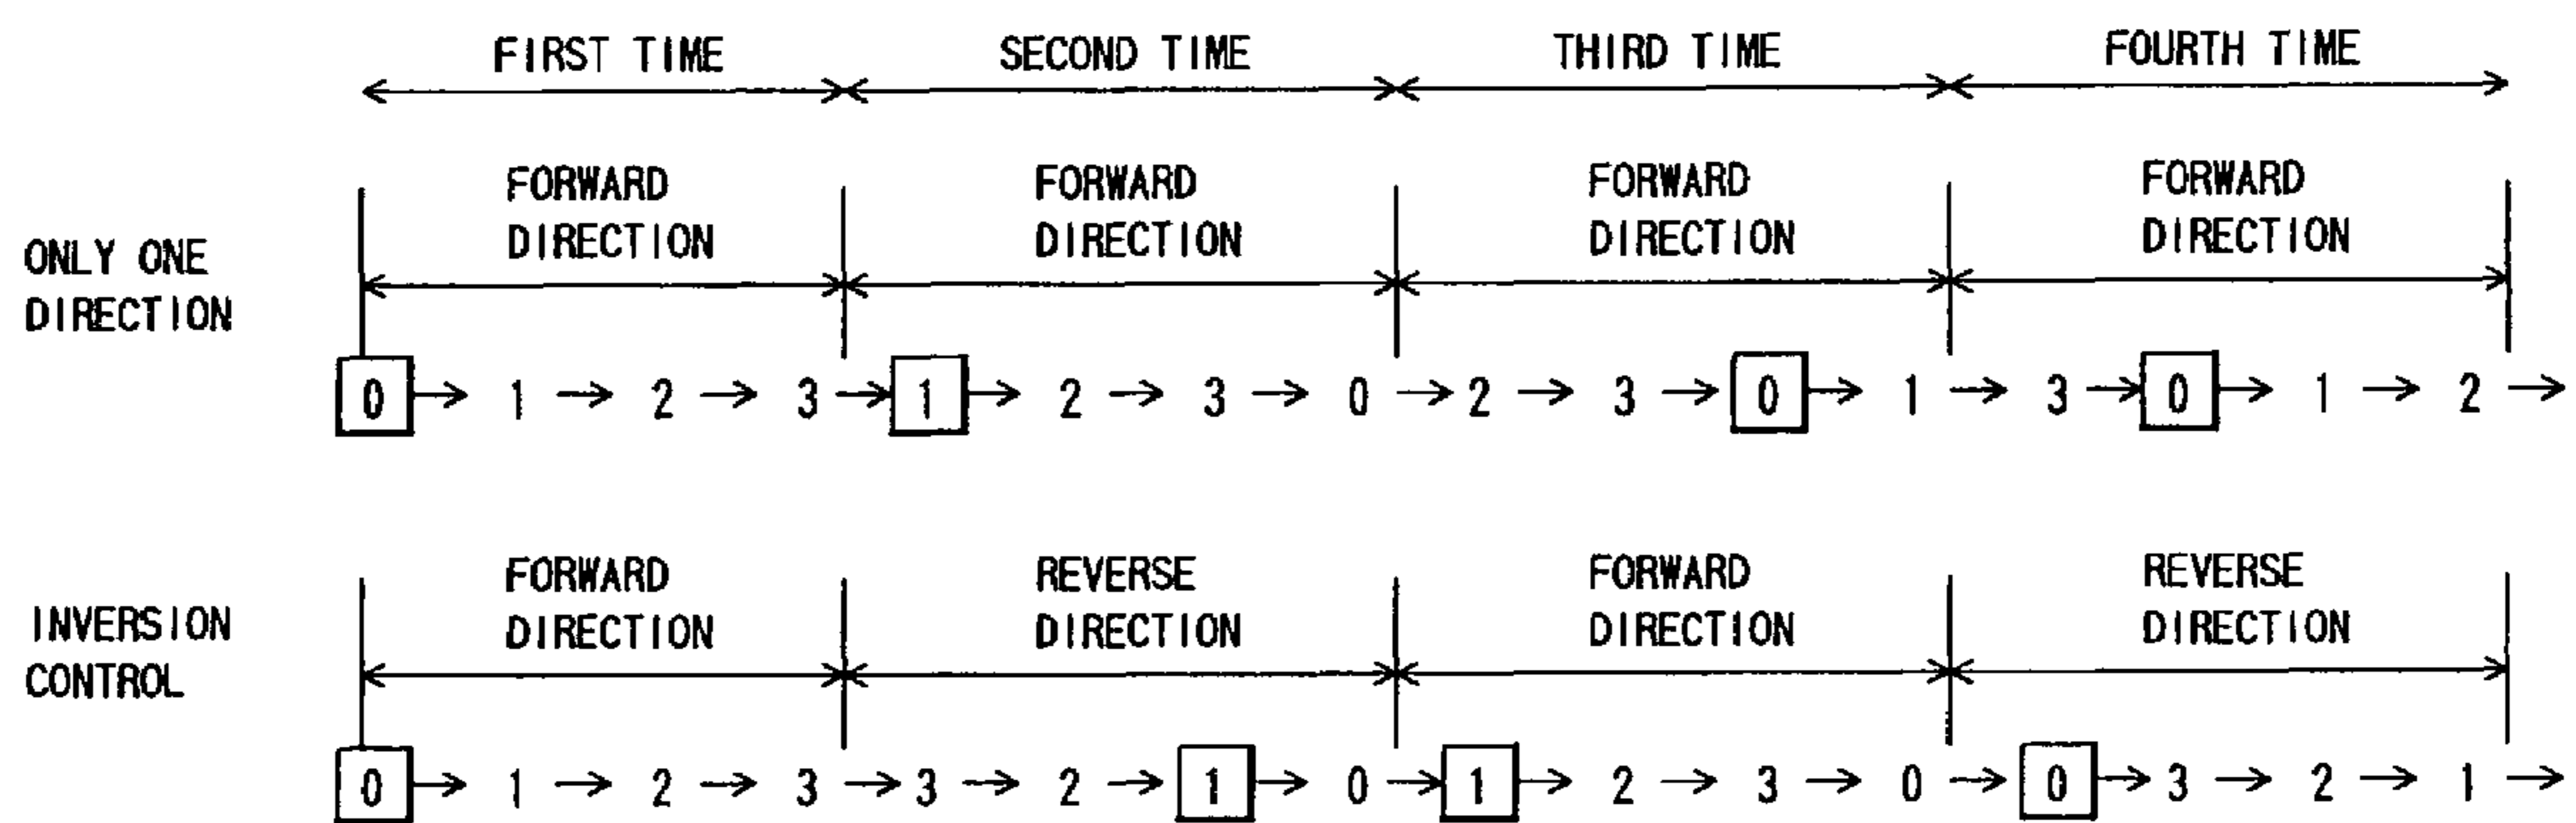 FIRST TIME SECOND TIME THIRD TIME FOURTH TIME
FORWARD DIRECTION
FORWARD DIRECTION
FORWARD DIRECTION
FORWARD DIRECTION
ONLY ONE
DIRECTION
0 → 1 → 2 → 3 → 1 → 2 → 3 → 0 → 2 → 3 → 0 → 1 → 3 → 0 → 1 → 2 →
FORWARD DIRECTION
REVERSE DIRECTION
FORWARD DIRECTION
REVERSE DIRECTION
INVERSION
CONTROL
0 → 1 → 2 → 3 → 3 → 2 → 1 → 0 → 1 → 2 → 3 → 0 → 0 → 3 → 2 → 1 →